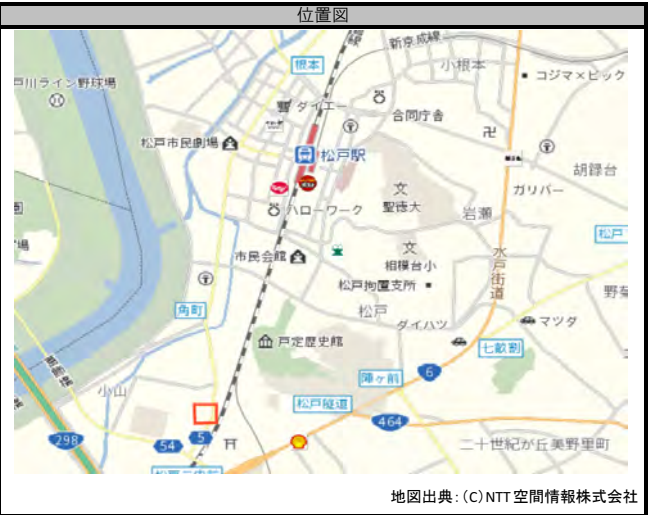 位置図
新京成線
根本
小根本
コジマ×ビック
戸川ライン野球場
ダイエー
合同庁舎
松戸市民劇場
卍
松戸駅
胡録台
文
ガリバー
聖徳大
ハローワーク
岩瀬
松戸
市民会館
文
水戸街道
相模台小
松戸拘置支所
野菊
角町
松戸
ダイハツ
マツダ
戸定歴史館
七畝割
陣ヶ前
6
小山
松戸隧道
464
298
54
5
二十世紀が丘美野里町
地図出典:(C)NTT空間情報株式会社